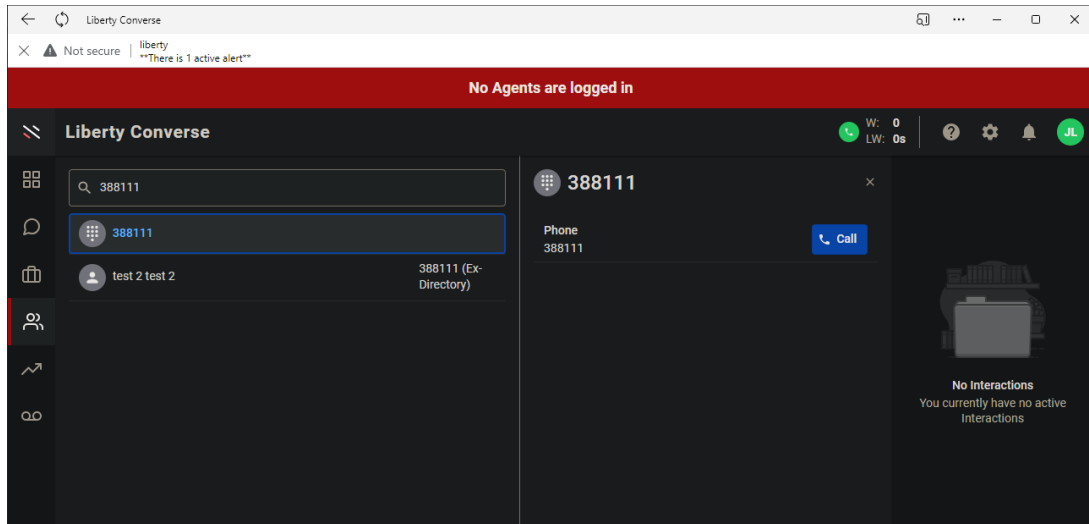 Liberty Converse
Not secure
liberty
**There is 1 active alert**
No Agents are logged in
Liberty Converse
W: 0
LW: 0s
JL
388111
388111
test 2 test 2
388111 (Ex-
Directory)
388111
Phone
388111
Call
No Interactions
You currently have no active
Interactions